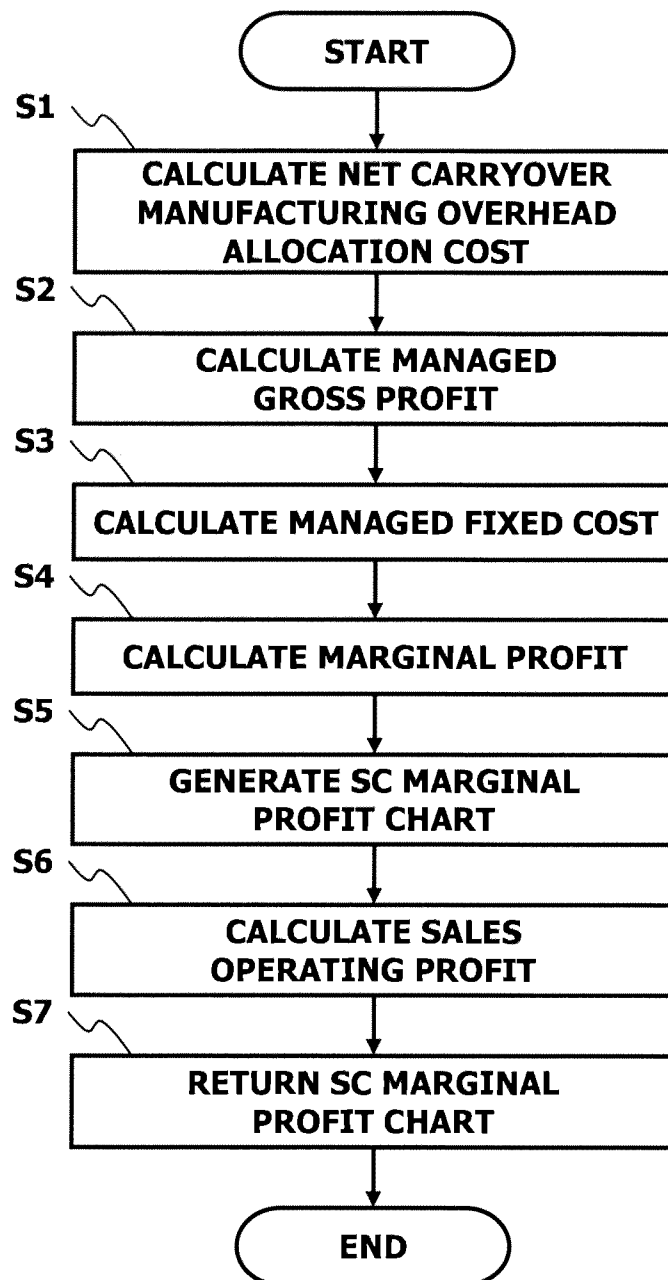 START
S1
CALCULATE NET CARRYOVER
MANUFACTURING OVERHEAD
ALLOCATION COST
S2
CALCULATE MANAGED
GROSS PROFIT
S3
CALCULATE MANAGED FIXED COST
S4
CALCULATE MARGINAL PROFIT
S5
GENERATE SC MARGINAL
PROFIT CHART
S6
CALCULATE SALES
OPERATING PROFIT
S7
RETURN SC MARGINAL
PROFIT CHART
END